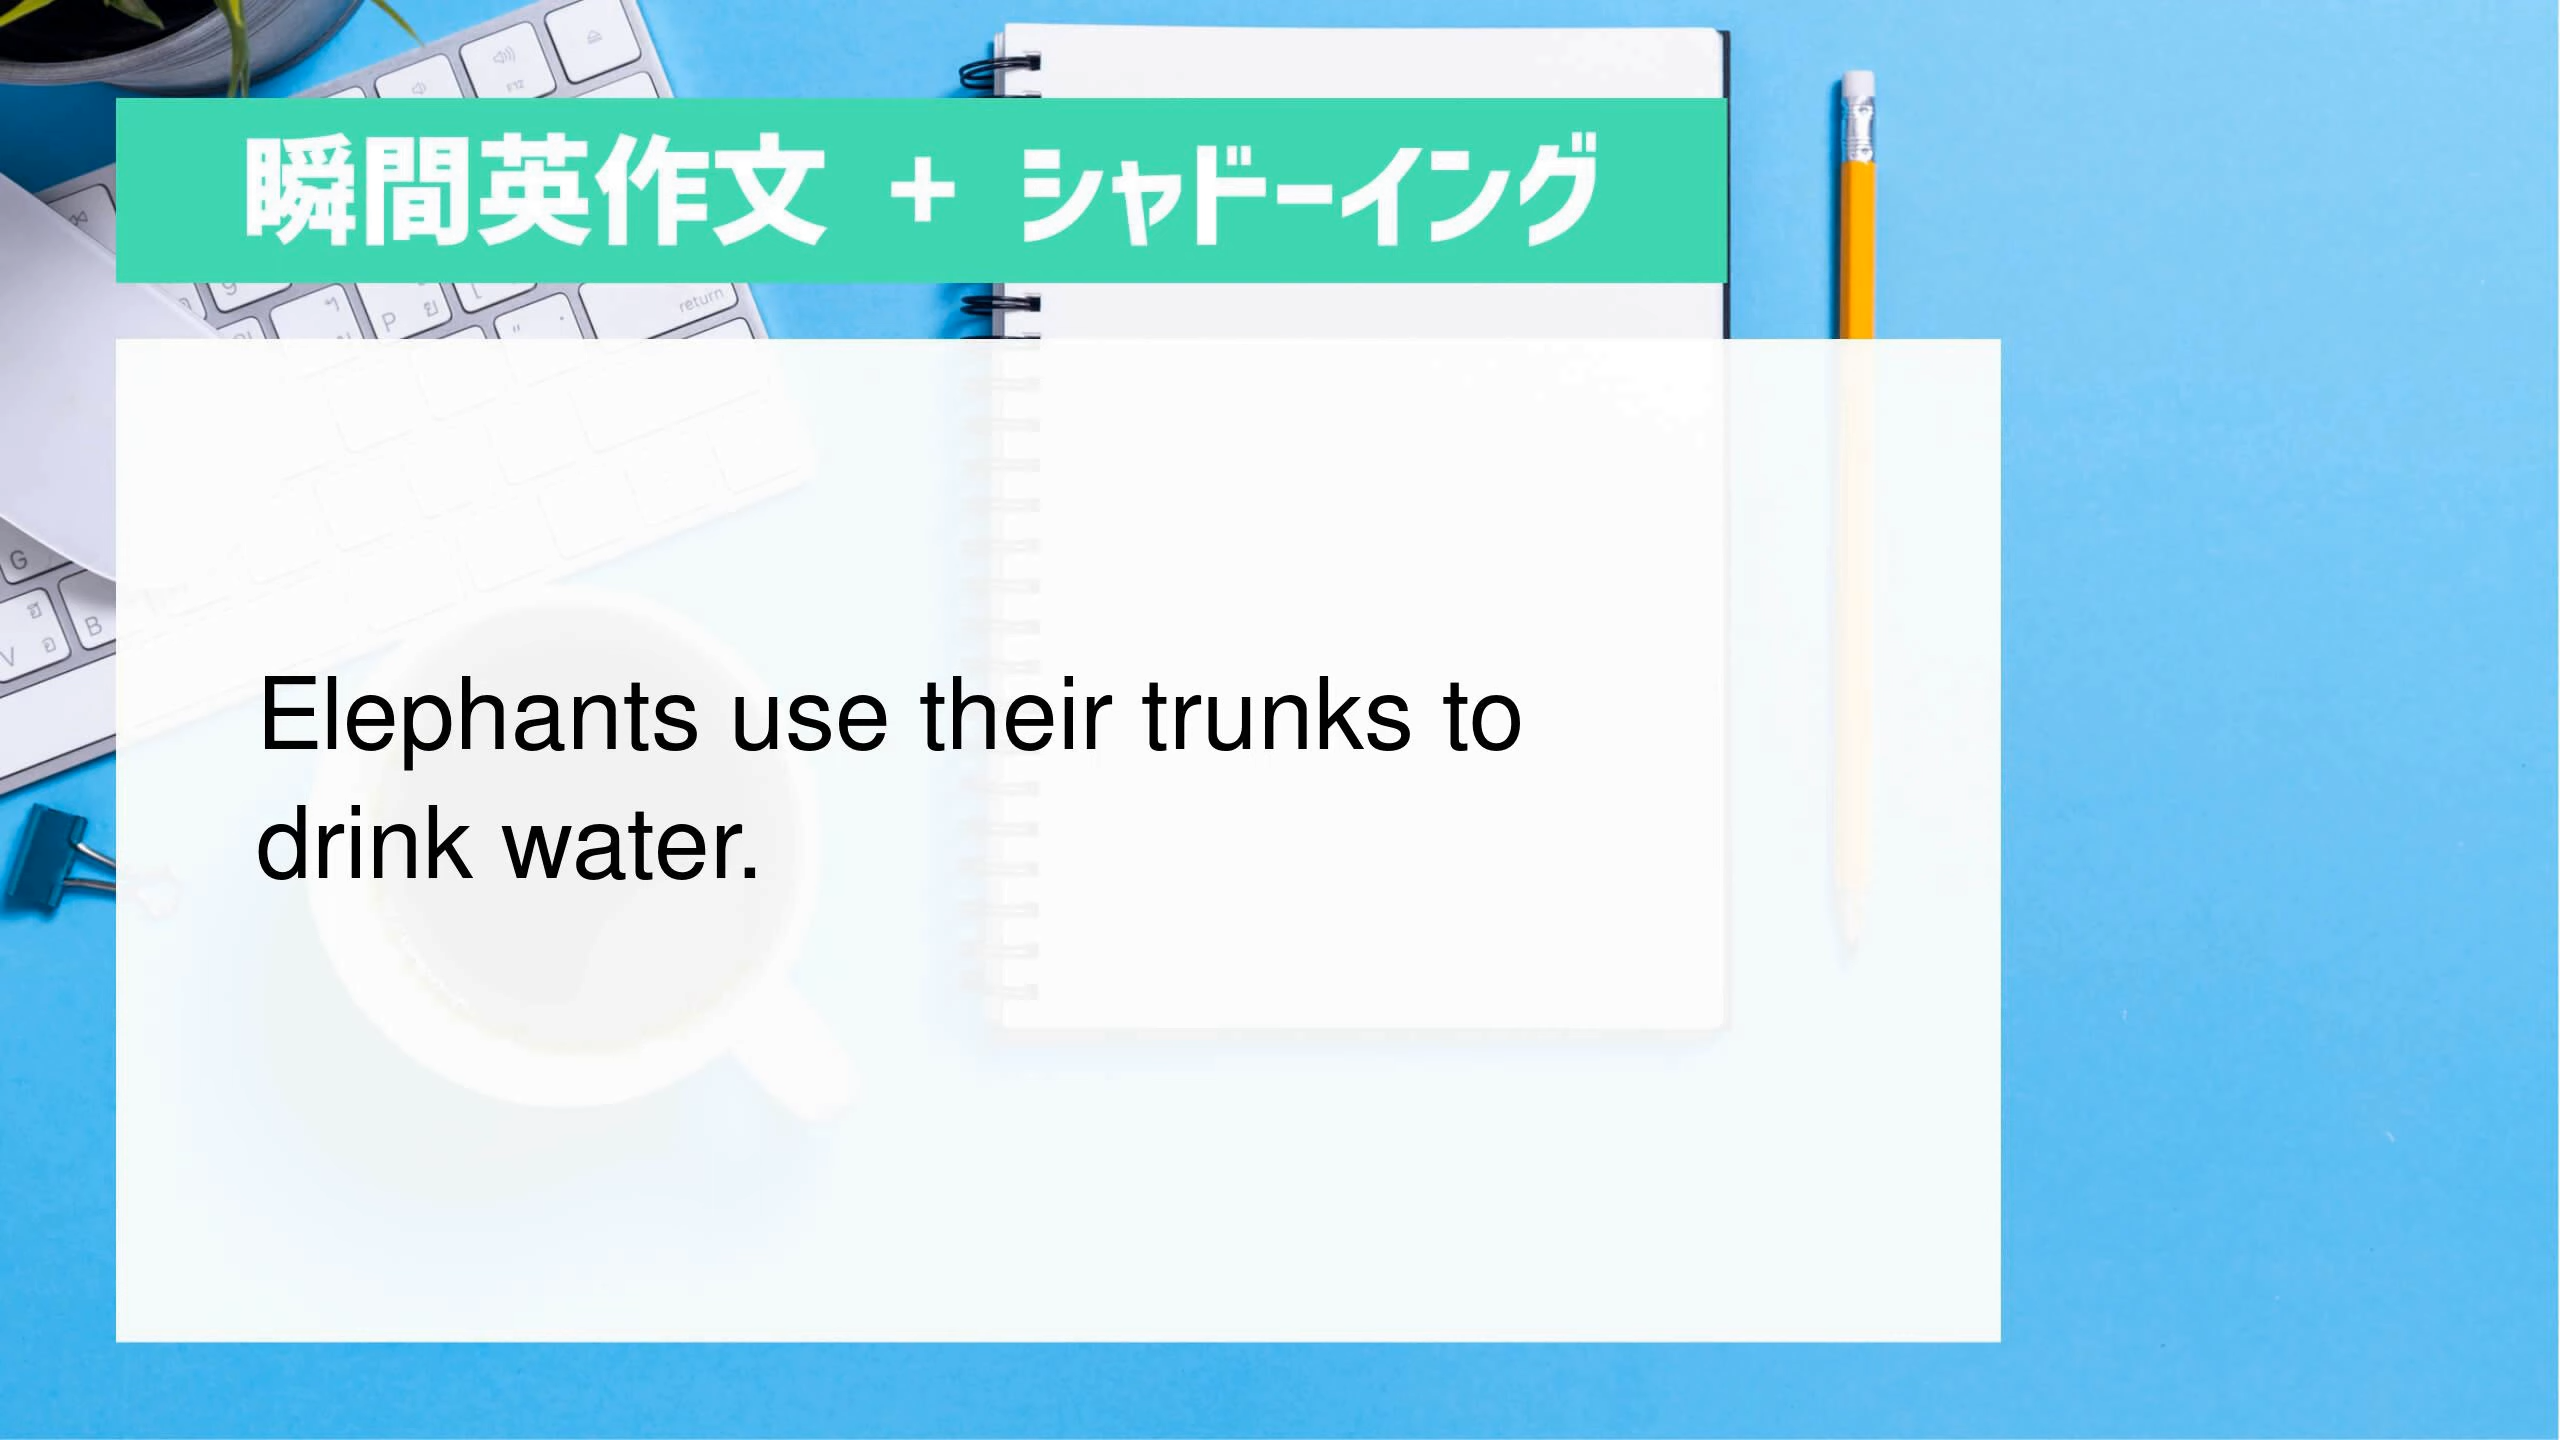 瞬間英作文 + シャドーイング
Elephants use their trunks to
drink water.